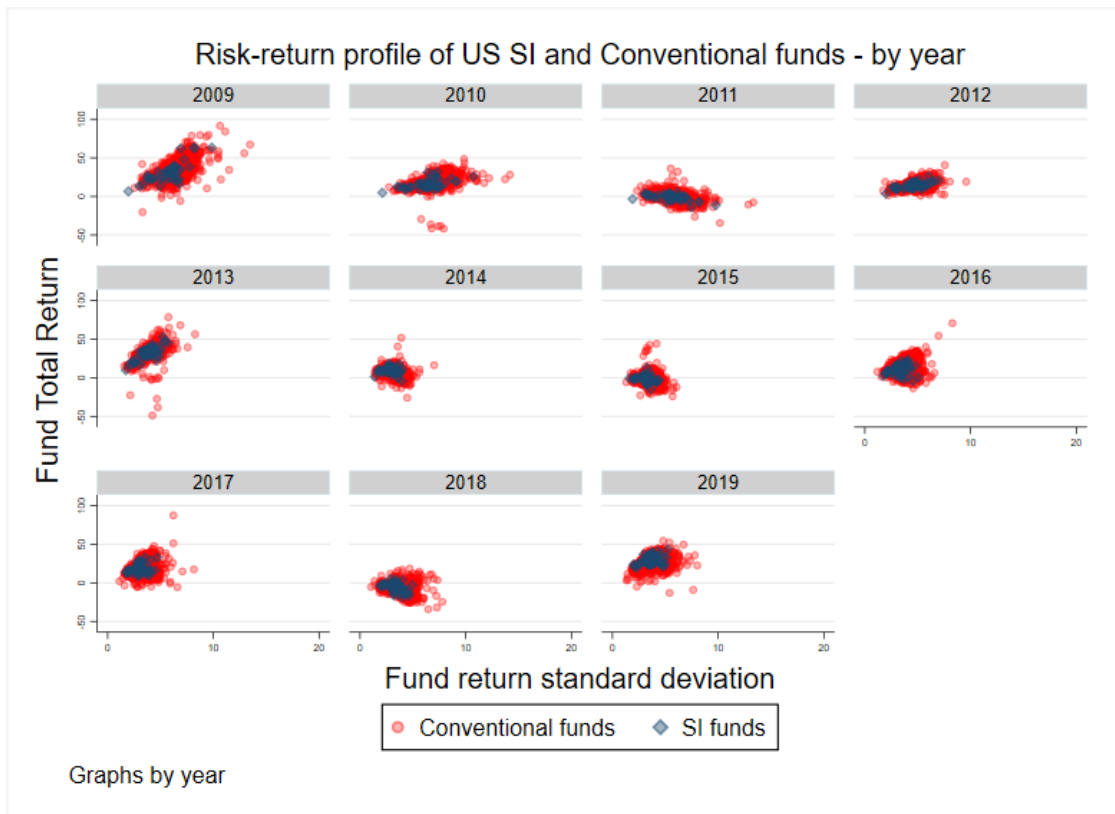 Risk-return profile of US SI and Conventional funds - by year
2009 2010 2011 2012
100
50
0
-50
2013 2014 2015 2016
100
50
0
-50
0 10 20
2017 2018 2019
100
50
0
-50
0 10 20 0 10 20 0 10 20
Fund Total Return
Fund return standard deviation
Conventional funds SI funds
Graphs by year